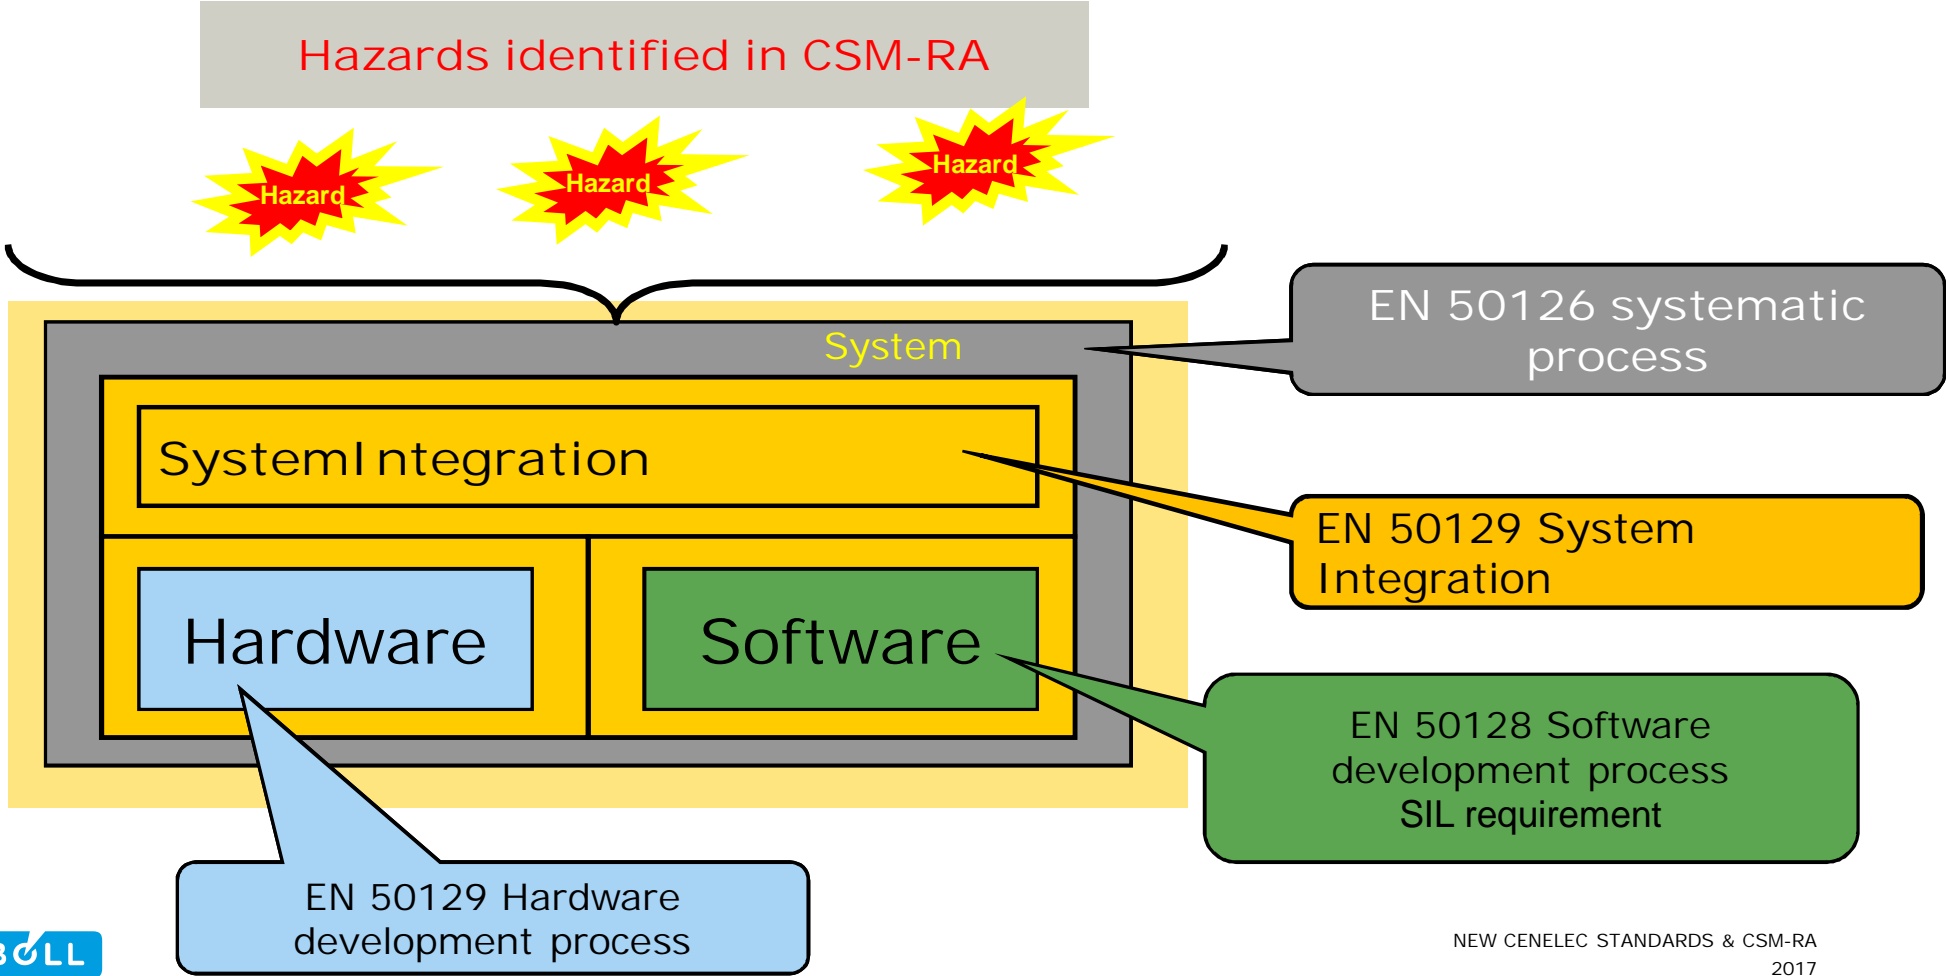 Hazards identified in CSM-RA
Hazard
Hazard
Hazard
System
EN 50126 systematic
process
SystemIntegration
EN 50129 System
Integration
Hardware
Software
EN 50128 Software
development process
SIL requirement
EN 50129 Hardware
development process
BOLL
NEW CENELEC STANDARDS & CSM-RA
2017